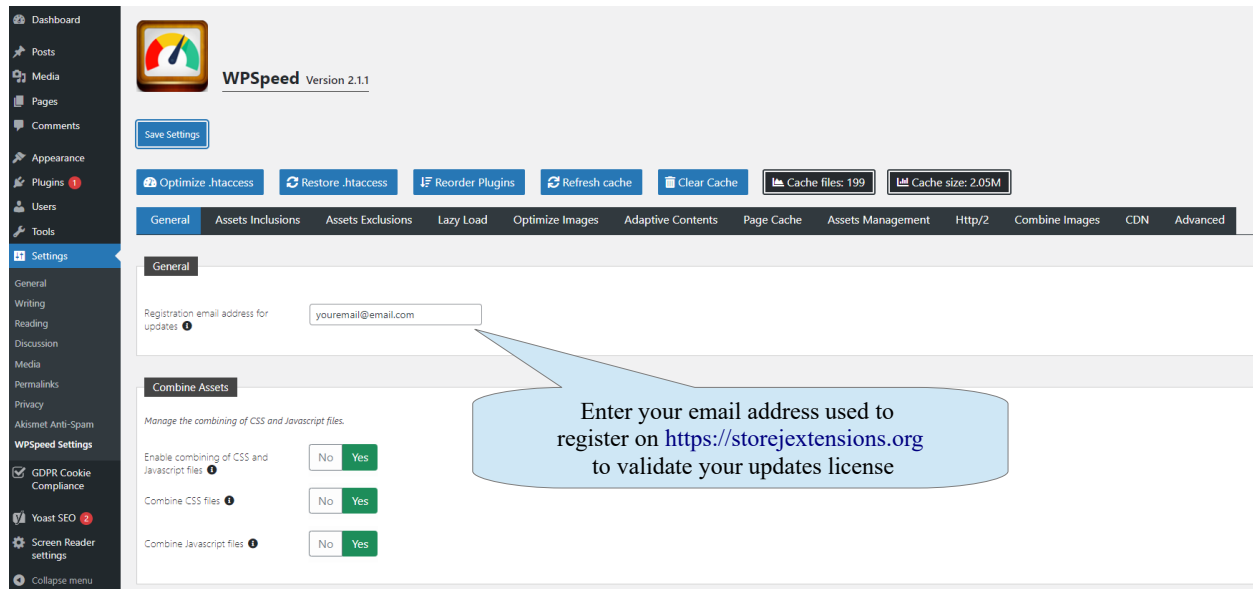 Dashboard
Posts
Media
Pages
Comments
Appearance
Plugins 1
Users
Tools
Settings
General
Writing
Reading
Discussion
Media
Permalinks
Privacy
Akismet Anti-Spam
WPSpeed Settings
GDPR Cookie
Compliance
Yoast SEO 2
Screen Reader
settings
Collapse menu
WPSpeed Version 2.1.1
Save Settings
Optimize .htaccess Restore .htaccess Reorder Plugins Refresh cache Clear Cache Cache files: 199 Cache size: 2.05M
General Assets Inclusions Assets Exclusions Lazy Load Optimize Images Adaptive Contents Page Cache Assets Management Http/2 Combine Images CDN Advanced
General
Registration email address for
updates
youremail@email.com
Combine Assets
Manage the combining of CSS and Javascript files.
Enable combining of CSS and
Javascript files
No Yes
Combine CSS files No Yes
Combine Javascript files No Yes
Enter your email address used to
register on https://storejextensions.org
to validate your updates license